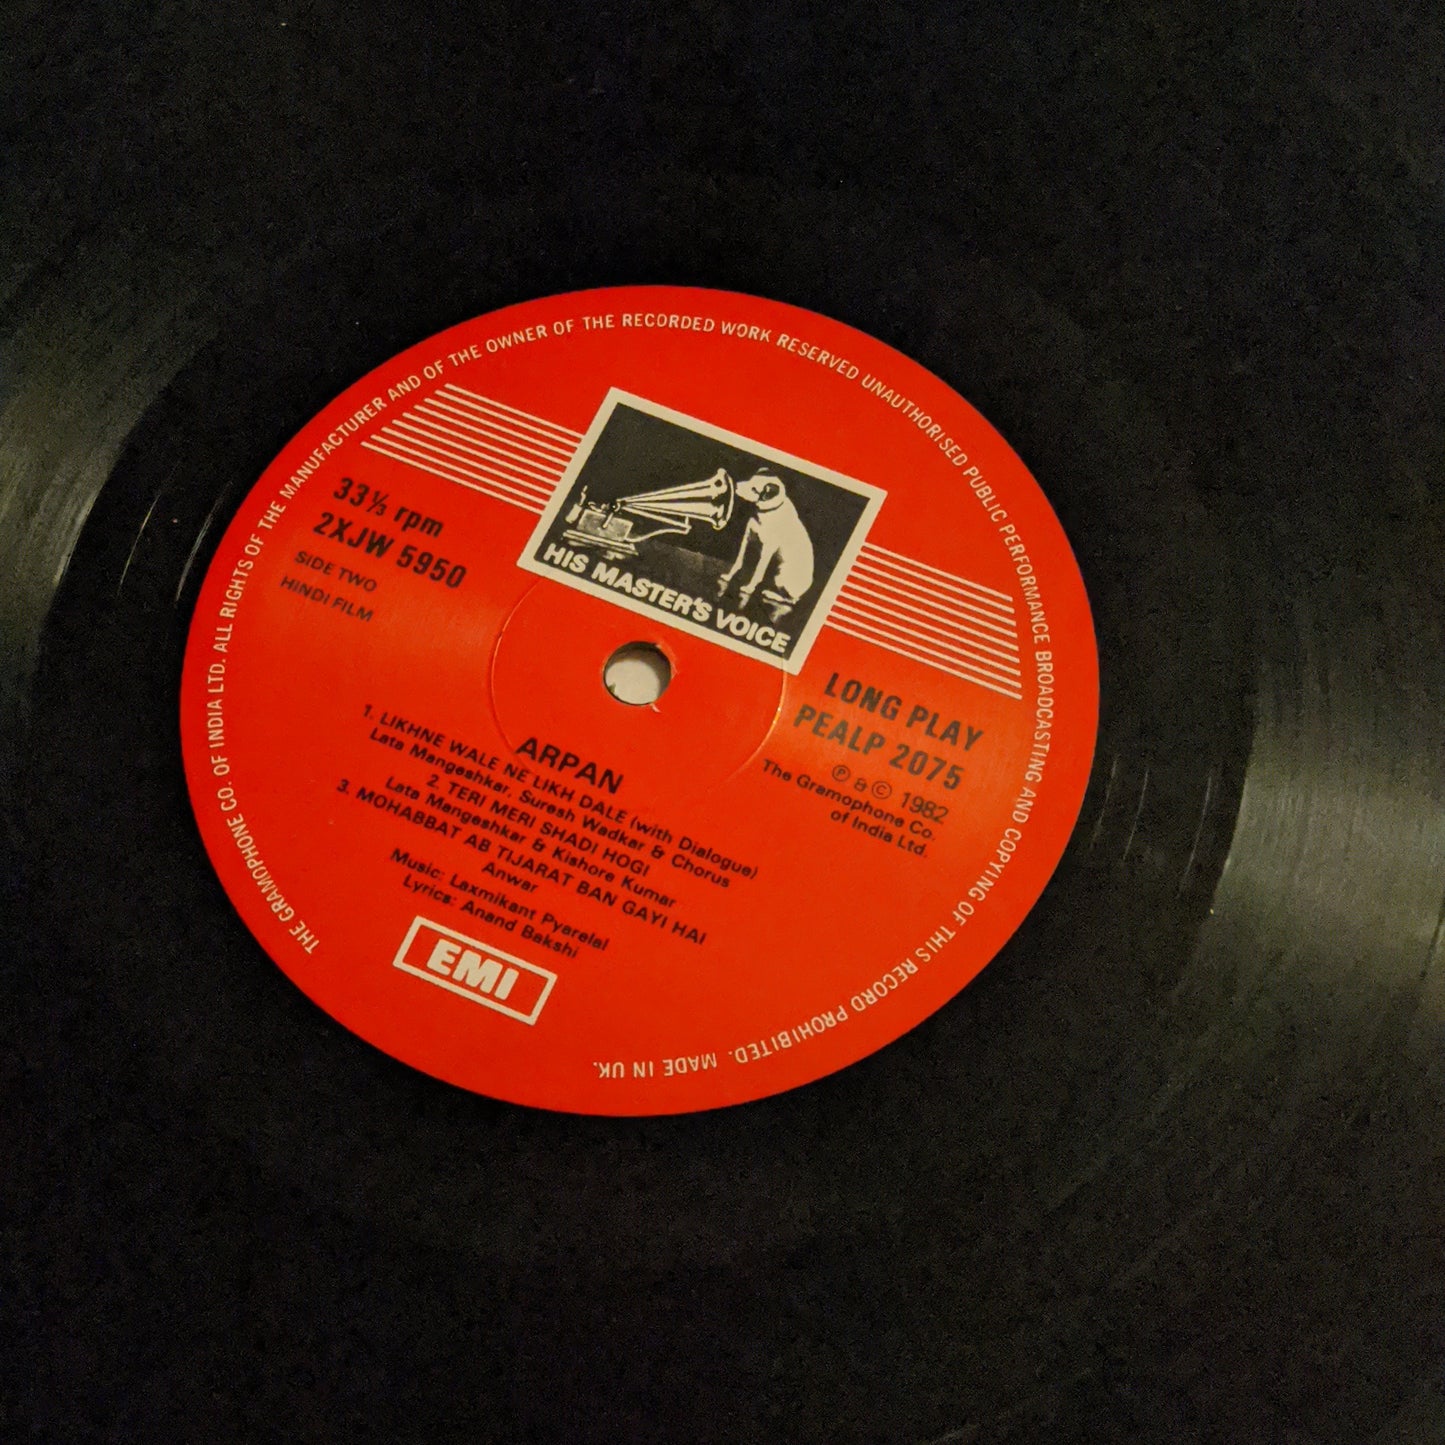 THE GRAMOPHONE CO. OF INDIA LTD. ALL RIGHTS OF THE MANUFACTURER AND OF THE OWNER OF THE RECORDED WORK RESERVED UNAUTHORISED PUBLIC PERFORMANCE BROADCASTING AND COPYING OF THIS RECORD PROHIBITED. MADE IN UK.
HIS MASTER'S VOICE
33⅓ rpm
2XJW 5950
SIDE TWO
HINDI FILM
LONG PLAY
PEALP 2075
℗ & © 1982
The Gramophone Co.
of India Ltd.
ARPAN
1. LIKHNE WALE NE LIKH DALE (with Dialogue)
Lata Mangeshkar, Suresh Wadkar & Chorus
2. TERI MERI SHADI HOGI
Lata Mangeshkar & Kishore Kumar
3. MOHABBAT AB TIJARAT BAN GAYI HAI
Anwar
Music: Laxmikant Pyarelal
Lyrics: Anand Bakshi
EMI